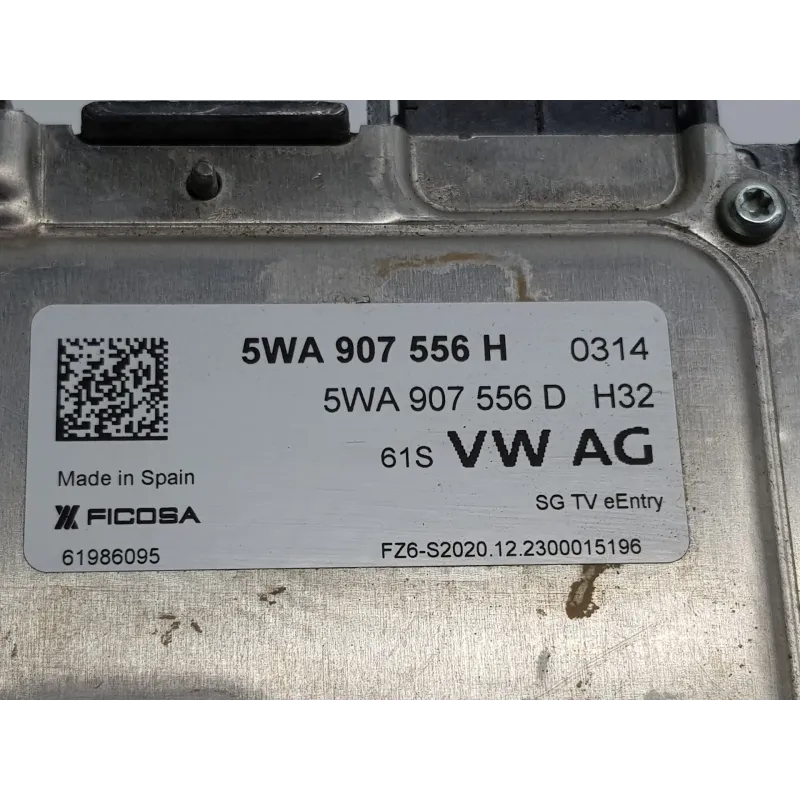 5WA 907 556 H 0314
5WA 907 556 D H32
61S VW AG
Made in Spain
SG TV eEntry
FICOSA
61986095
FZ6-S2020.12.2300015196